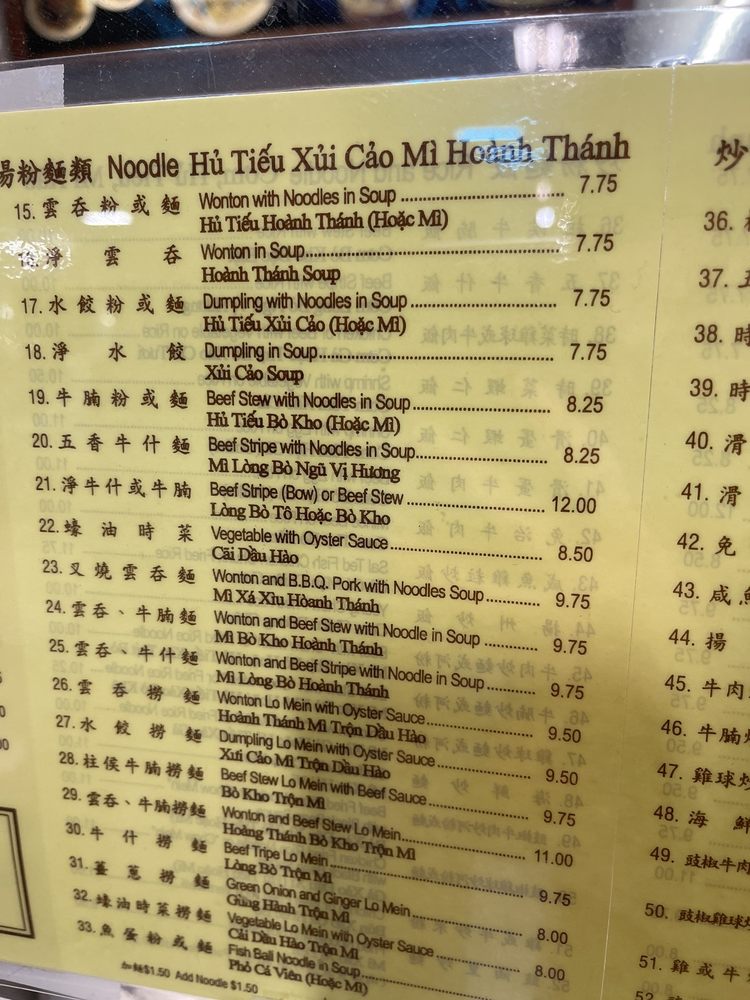 湯粉麵類 Noodle Hủ Tiếu Xủi Cảo Mì Hoành Thánh
15. 雲吞粉或麵 Wonton with Noodles in Soup 7.75
Hủ Tiếu Hoành Thánh (Hoặc Mì)
淨雲吞 Wonton in Soup 7.75
Hoành Thánh Soup
17. 水餃粉或麵 Dumpling with Noodles in Soup 7.75
Hủ Tiếu Xủi Cảo (Hoặc Mì)
18. 淨水餃 Dumpling in Soup 7.75
Xủi Cảo Soup
19. 牛腩粉或麵 Beef Stew with Noodles in Soup 8.25
Hủ Tiếu Bò Kho (Hoặc Mì)
20. 五香牛什麵 Beef Stripe with Noodles in Soup 8.25
Mì Lòng Bò Ngũ Vị Hương
21. 淨牛什或牛腩 Beef Stripe (Bow) or Beef Stew 12.00
Lòng Bò Tô Hoặc Bò Kho
22. 蠔油時菜 Vegetable with Oyster Sauce 8.50
Cải Dầu Hào
23. 叉燒雲吞麵 Wonton and B.B.Q. Pork with Noodles Soup 9.75
Mì Xá Xỉu Hòanh Thánh
24. 雲吞、牛腩麵 Wonton and Beef Stew with Noodle in Soup 9.75
Mì Bò Kho Hoành Thánh
25. 雲吞、牛什麵 Wonton and Beef Stripe with Noodle in Soup 9.75
Mì Lòng Bò Hoành Thánh
26. 雲吞撈麵 Wonton Lo Mein with Oyster Sauce 9.50
Hoành Thánh Mì Trộn Dầu Hào
27. 水餃撈麵 Dumpling Lo Mein with Oyster Sauce 9.50
Xưỉ Cảo Mì Trộn Dầu Hào
28. 柱侯牛腩撈麵 Beef Stew Lo Mein with Beef Sauce 9.75
Bò Kho Trộn Mì
29. 雲吞、牛腩撈麵 Wonton and Beef Stew Lo Mein 11.00
Hoàng Thánh Bò Kho Trộn Mì
30. 牛什撈麵 Beef Tripe Lo Mein 9.75
Lòng Bò Trộn Mì
31. 薑蔥撈麵 Green Onion and Ginger Lo Mein 8.00
Gừng Hành Trộn Mì
32. 蠔油時菜撈麵 Vegetable Lo Mein with Oyster Sauce 8.00
Cải Dầu Hào Trộn Mì
33. 魚蛋粉或麵 Fish Ball Noodle in Soup
Phở Cá Viên (Hoặc Mì)
加麵$1.50 Add Noodle $1.50
炒
36.
37. 五
38. 時
39. 時
40. 滑
41. 滑
42. 免
43. 咸魚
44. 揚
45. 牛肉
46. 牛腩炒
47. 雞球炒
48. 海鮮
49. 豉椒牛肉
50. 豉椒雞球炒
51. 雞或牛
52.